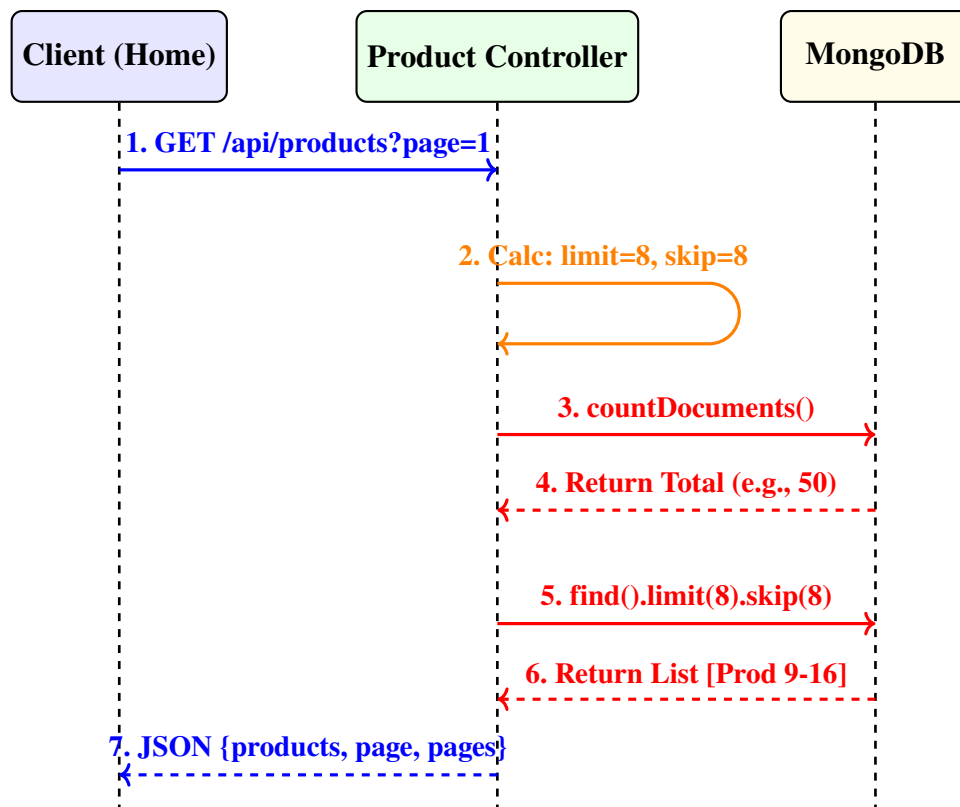 Client (Home)
Product Controller
MongoDB
1. GET /api/products?page=1
2. Calc: limit=8, skip=8
3. countDocuments()
4. Return Total (e.g., 50)
5. find().limit(8).skip(8)
6. Return List [Prod 9-16]
7. JSON {products, page, pages}